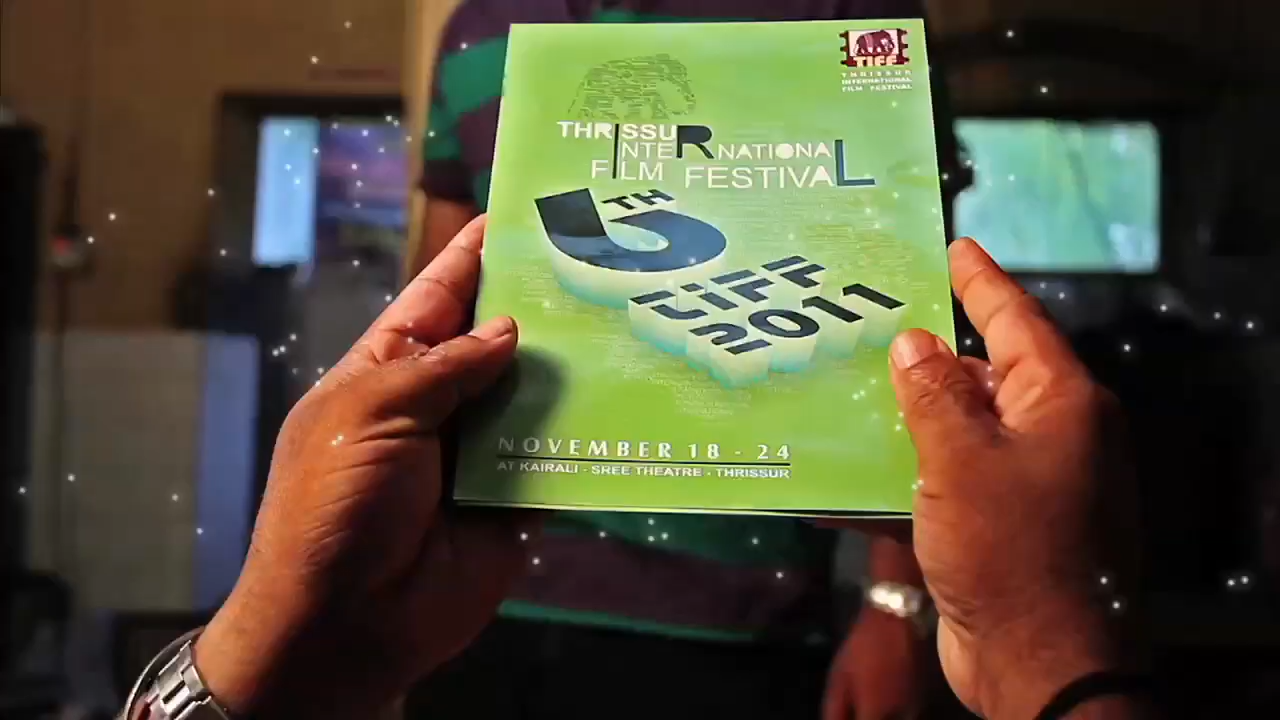 TIFF
THRISSUR
INTERNATIONAL
FILM FESTIVAL
THRISSUR
INTERNATIONAL
FILM FESTIVAL
6TH
TiFF
2011
NOVEMBER 18 - 24
AT KAIRALI - SREE THEATRE - THRISSUR